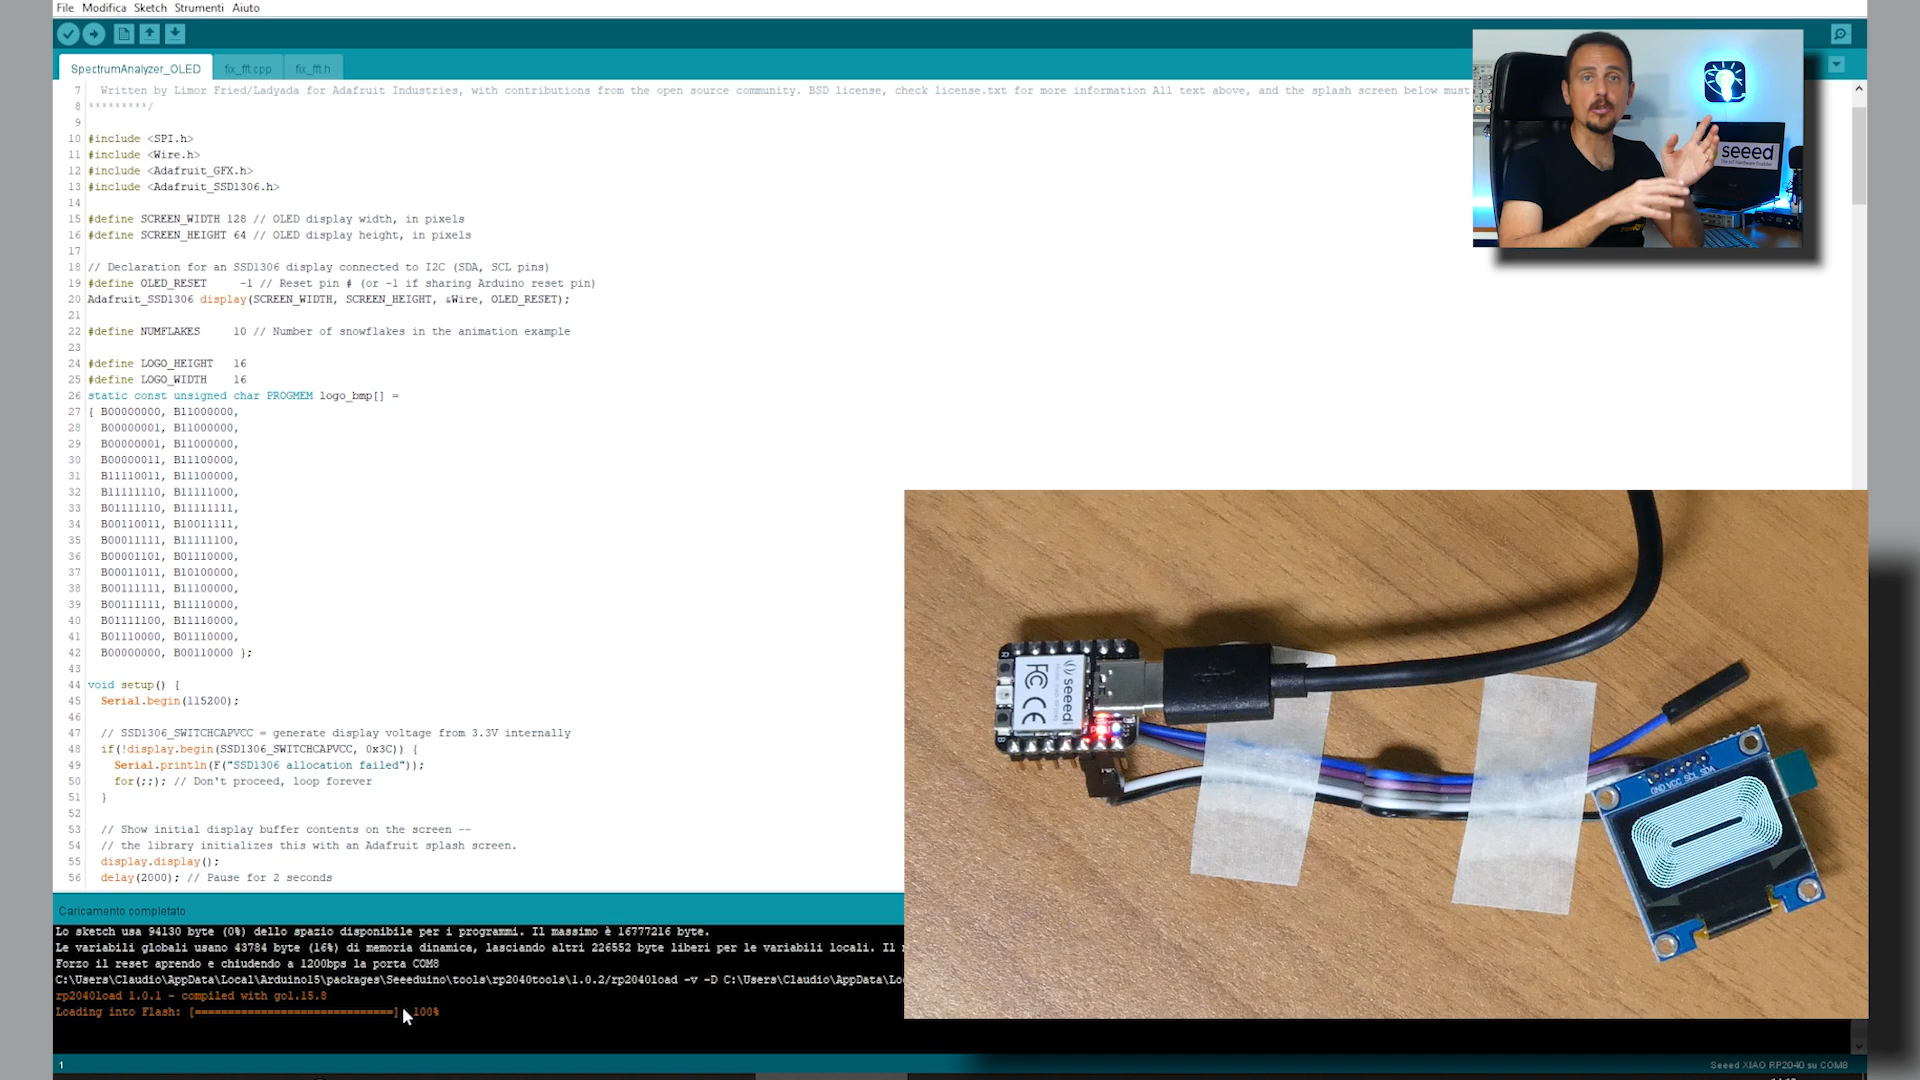 File Modifica Sketch Strumenti Aiuto
SpectrumAnalyzer_OLED fix_fft.cpp fix_fft.h
7 Written by Limor Fried/Ladyada for Adafruit Industries, with contributions from the open source community. BSD license, check license.txt for more information All text above, and the splash screen below must
8 *********/
9
10 #include <SPI.h>
11 #include <Wire.h>
12 #include <Adafruit_GFX.h>
13 #include <Adafruit_SSD1306.h>
14
15 #define SCREEN_WIDTH 128 // OLED display width, in pixels
16 #define SCREEN_HEIGHT 64 // OLED display height, in pixels
17
18 // Declaration for an SSD1306 display connected to I2C (SDA, SCL pins)
19 #define OLED_RESET -1 // Reset pin # (or -1 if sharing Arduino reset pin)
20 Adafruit_SSD1306 display(SCREEN_WIDTH, SCREEN_HEIGHT, &Wire, OLED_RESET);
21
22 #define NUMFLAKES 10 // Number of snowflakes in the animation example
23
24 #define LOGO_HEIGHT 16
25 #define LOGO_WIDTH 16
26 static const unsigned char PROGMEM logo_bmp[] =
27 { B00000000, B11000000,
28 B00000001, B11000000,
29 B00000001, B11000000,
30 B00000011, B11100000,
31 B11110011, B11100000,
32 B11111110, B11111000,
33 B01111110, B11111111,
34 B00110011, B10011111,
35 B00011111, B11111100,
36 B00001101, B01110000,
37 B00011011, B10100000,
38 B00111111, B11100000,
39 B00111111, B11110000,
40 B01111100, B11110000,
41 B01110000, B01110000,
42 B00000000, B00110000 };
43
44 void setup() {
45 Serial.begin(115200);
46
47 // SSD1306_SWITCHCAPVCC = generate display voltage from 3.3V internally
48 if(!display.begin(SSD1306_SWITCHCAPVCC, 0x3C)) {
49 Serial.println(F("SSD1306 allocation failed"));
50 for(;;); // Don't proceed, loop forever
51 }
52
53 // Show initial display buffer contents on the screen --
54 // the library initializes this with an Adafruit splash screen.
55 display.display();
56 delay(2000); // Pause for 2 seconds
Caricamento completato
Lo sketch usa 94130 byte (0%) dello spazio disponibile per i programmi. Il massimo è 16777216 byte.
Le variabili globali usano 43784 byte (16%) di memoria dinamica, lasciando altri 226552 byte liberi per le variabili locali. Il
Forzo il reset aprendo e chiudendo a 1200bps la porta COM8
C:\Users\Claudio\AppData\Local\Arduino15\packages\Seeeduino\tools\rp2040tools\1.0.2/rp2040load -v -D C:\Users\Claudio\AppData\Lo
rp2040load 1.0.1 - compiled with go1.15.8
Loading into Flash: [==============================] 100%
1
Seeed XIAO RP2040 su COM8
seeed
The IoT Hardware Enabler
seeed
FC CE
GND VCC SCL SDA